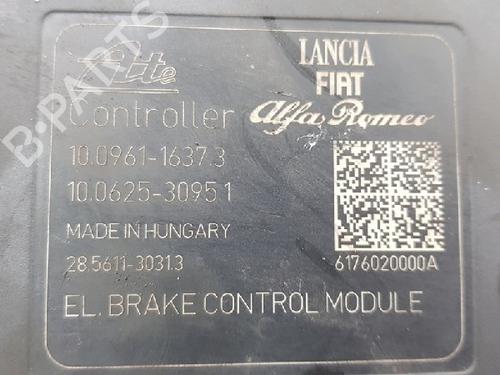 Ate
LANCIA
FIAT
Alfa Romeo
Controller
10.0961-1637.3
10.0625-3095.1
MADE IN HUNGARY
28.5611-3031.3
6176020000A
EL. BRAKE CONTROL MODULE
B-PARTS